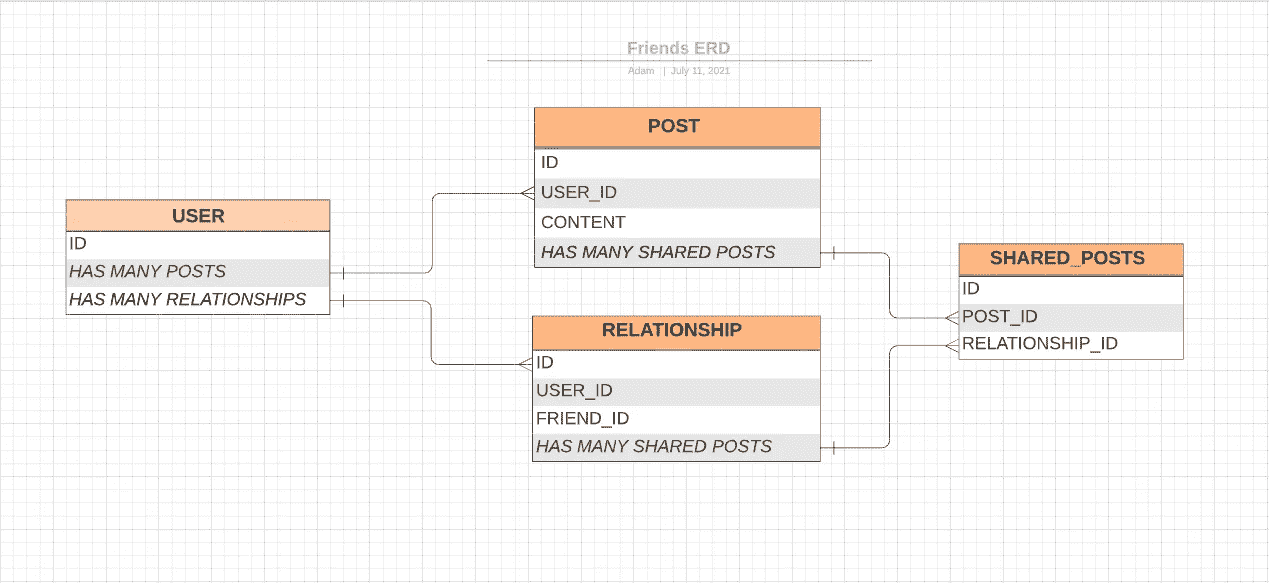 Friends ERD
Adam | July 11, 2021
POST
ID
USER_ID
CONTENT
HAS MANY SHARED POSTS
USER
ID
HAS MANY POSTS
HAS MANY RELATIONSHIPS
RELATIONSHIP
ID
USER_ID
FRIEND_ID
HAS MANY SHARED POSTS
SHARED_POSTS
ID
POST_ID
RELATIONSHIP_ID